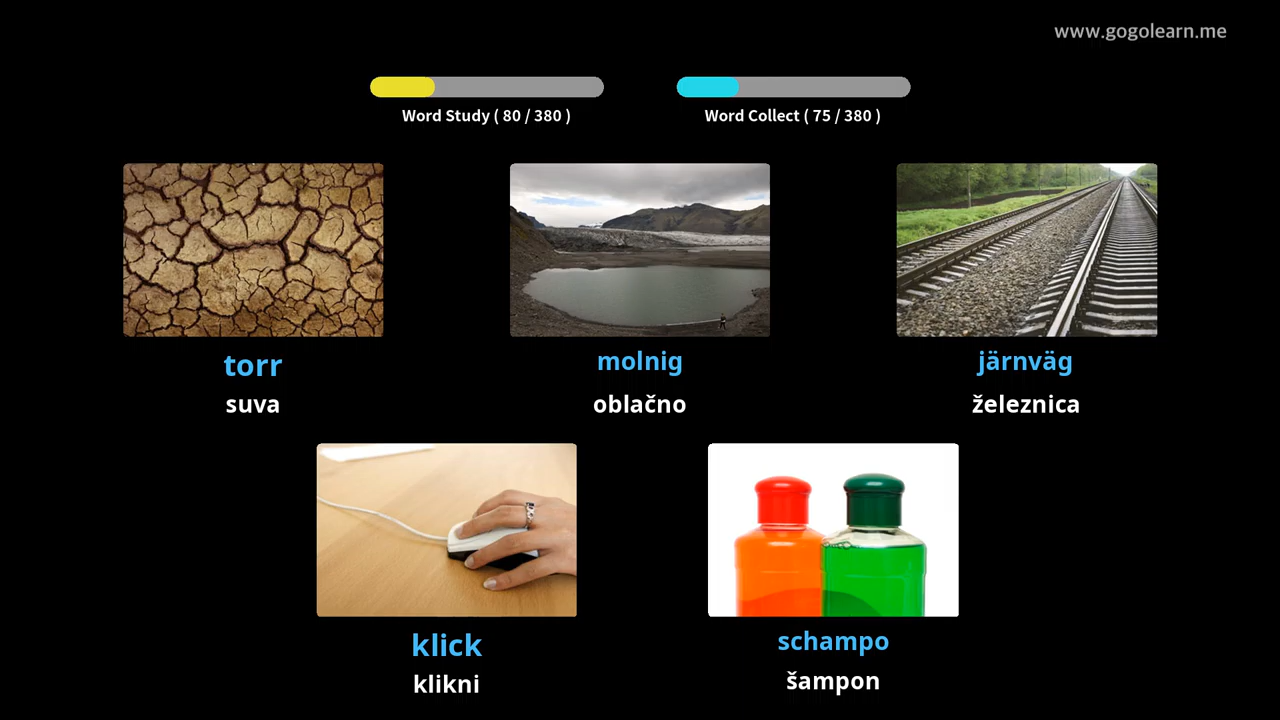 www.gogolearn.me
Word Study ( 80 / 380 )
Word Collect ( 75 / 380 )
torr
suva
molnig
oblačno
järnväg
železnica
klick
klikni
schampo
šampon